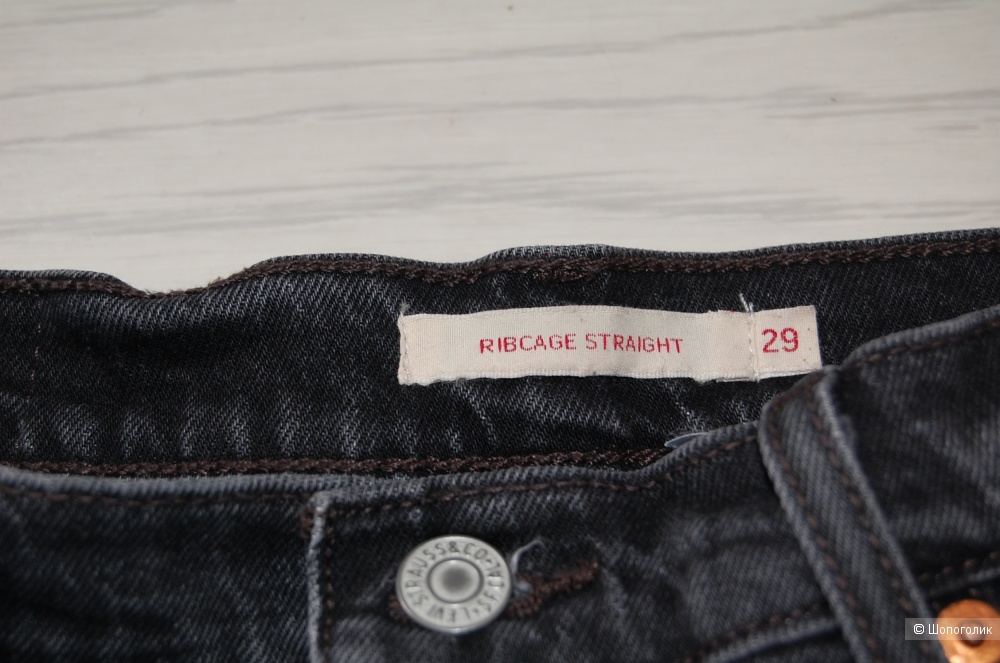 RIBCAGE STRAIGHT 29
LEVI STRAUSS & CO
© Шопоголик